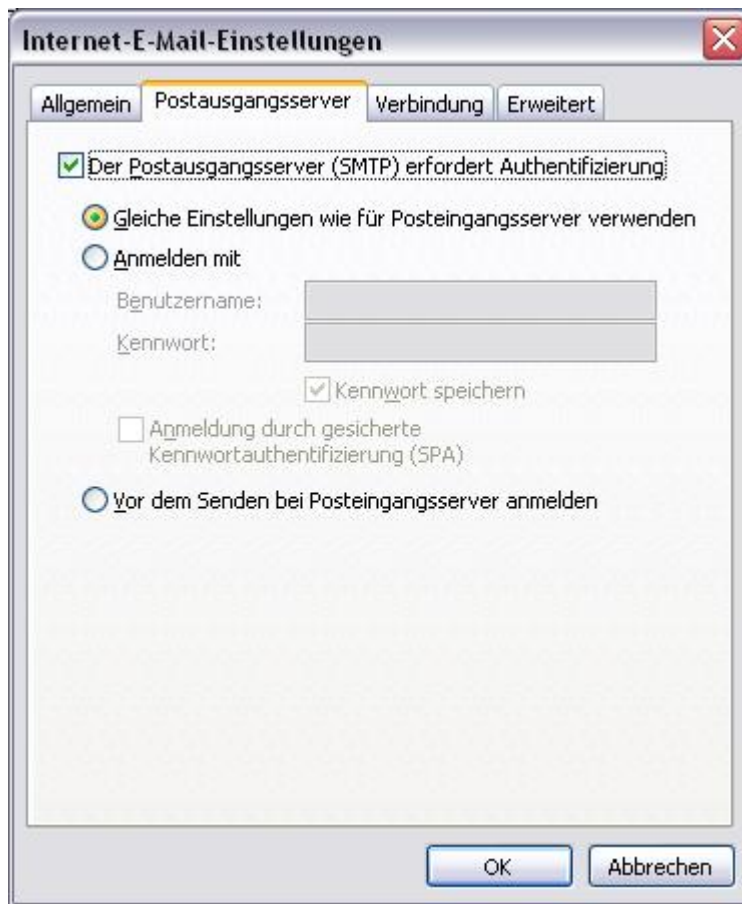 Internet-E-Mail-Einstellungen
Allgemein Postausgangsserver Verbindung Erweitert
Der Postausgangsserver (SMTP) erfordert Authentifizierung
Gleiche Einstellungen wie für Posteingangsserver verwenden
Anmelden mit
Benutzername:
Kennwort:
Kennwort speichern
Anmeldung durch gesicherte
Kennwortauthentifizierung (SPA)
Vor dem Senden bei Posteingangsserver anmelden
OK Abbrechen